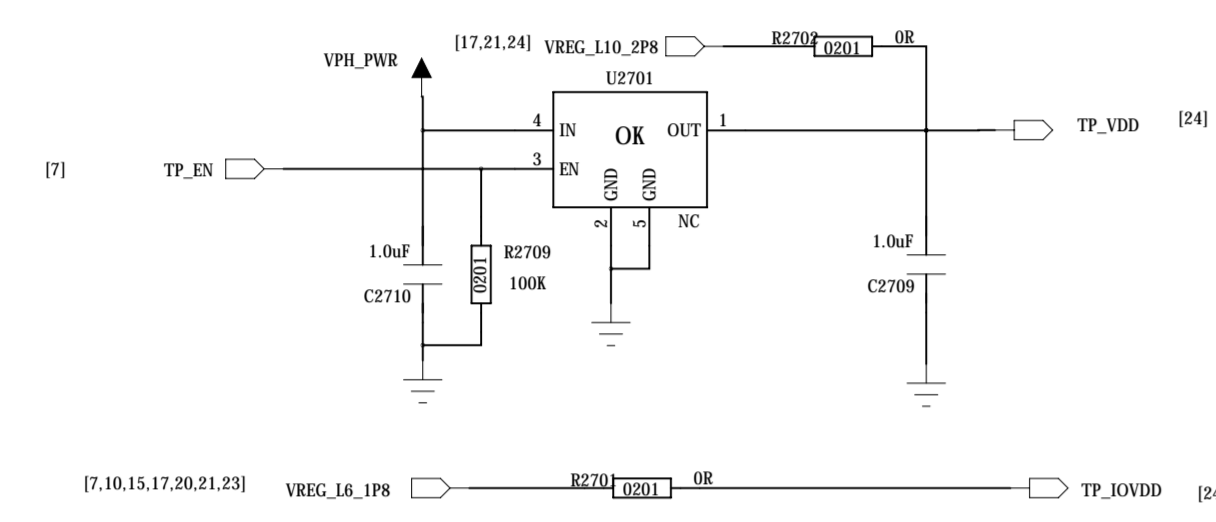 [17,21,24] VREG_L10_2P8 R2702 0201 0R
VPH_PWR
U2701
4 IN OK OUT 1 TP_VDD [24]
[7] TP_EN 3 EN
GND GND
2 5 NC
1.0uF R2709 1.0uF
0201 100K
C2710 C2709
[7,10,15,17,20,21,23] VREG_L6_1P8 R2701 0201 0R TP_IOVDD [24